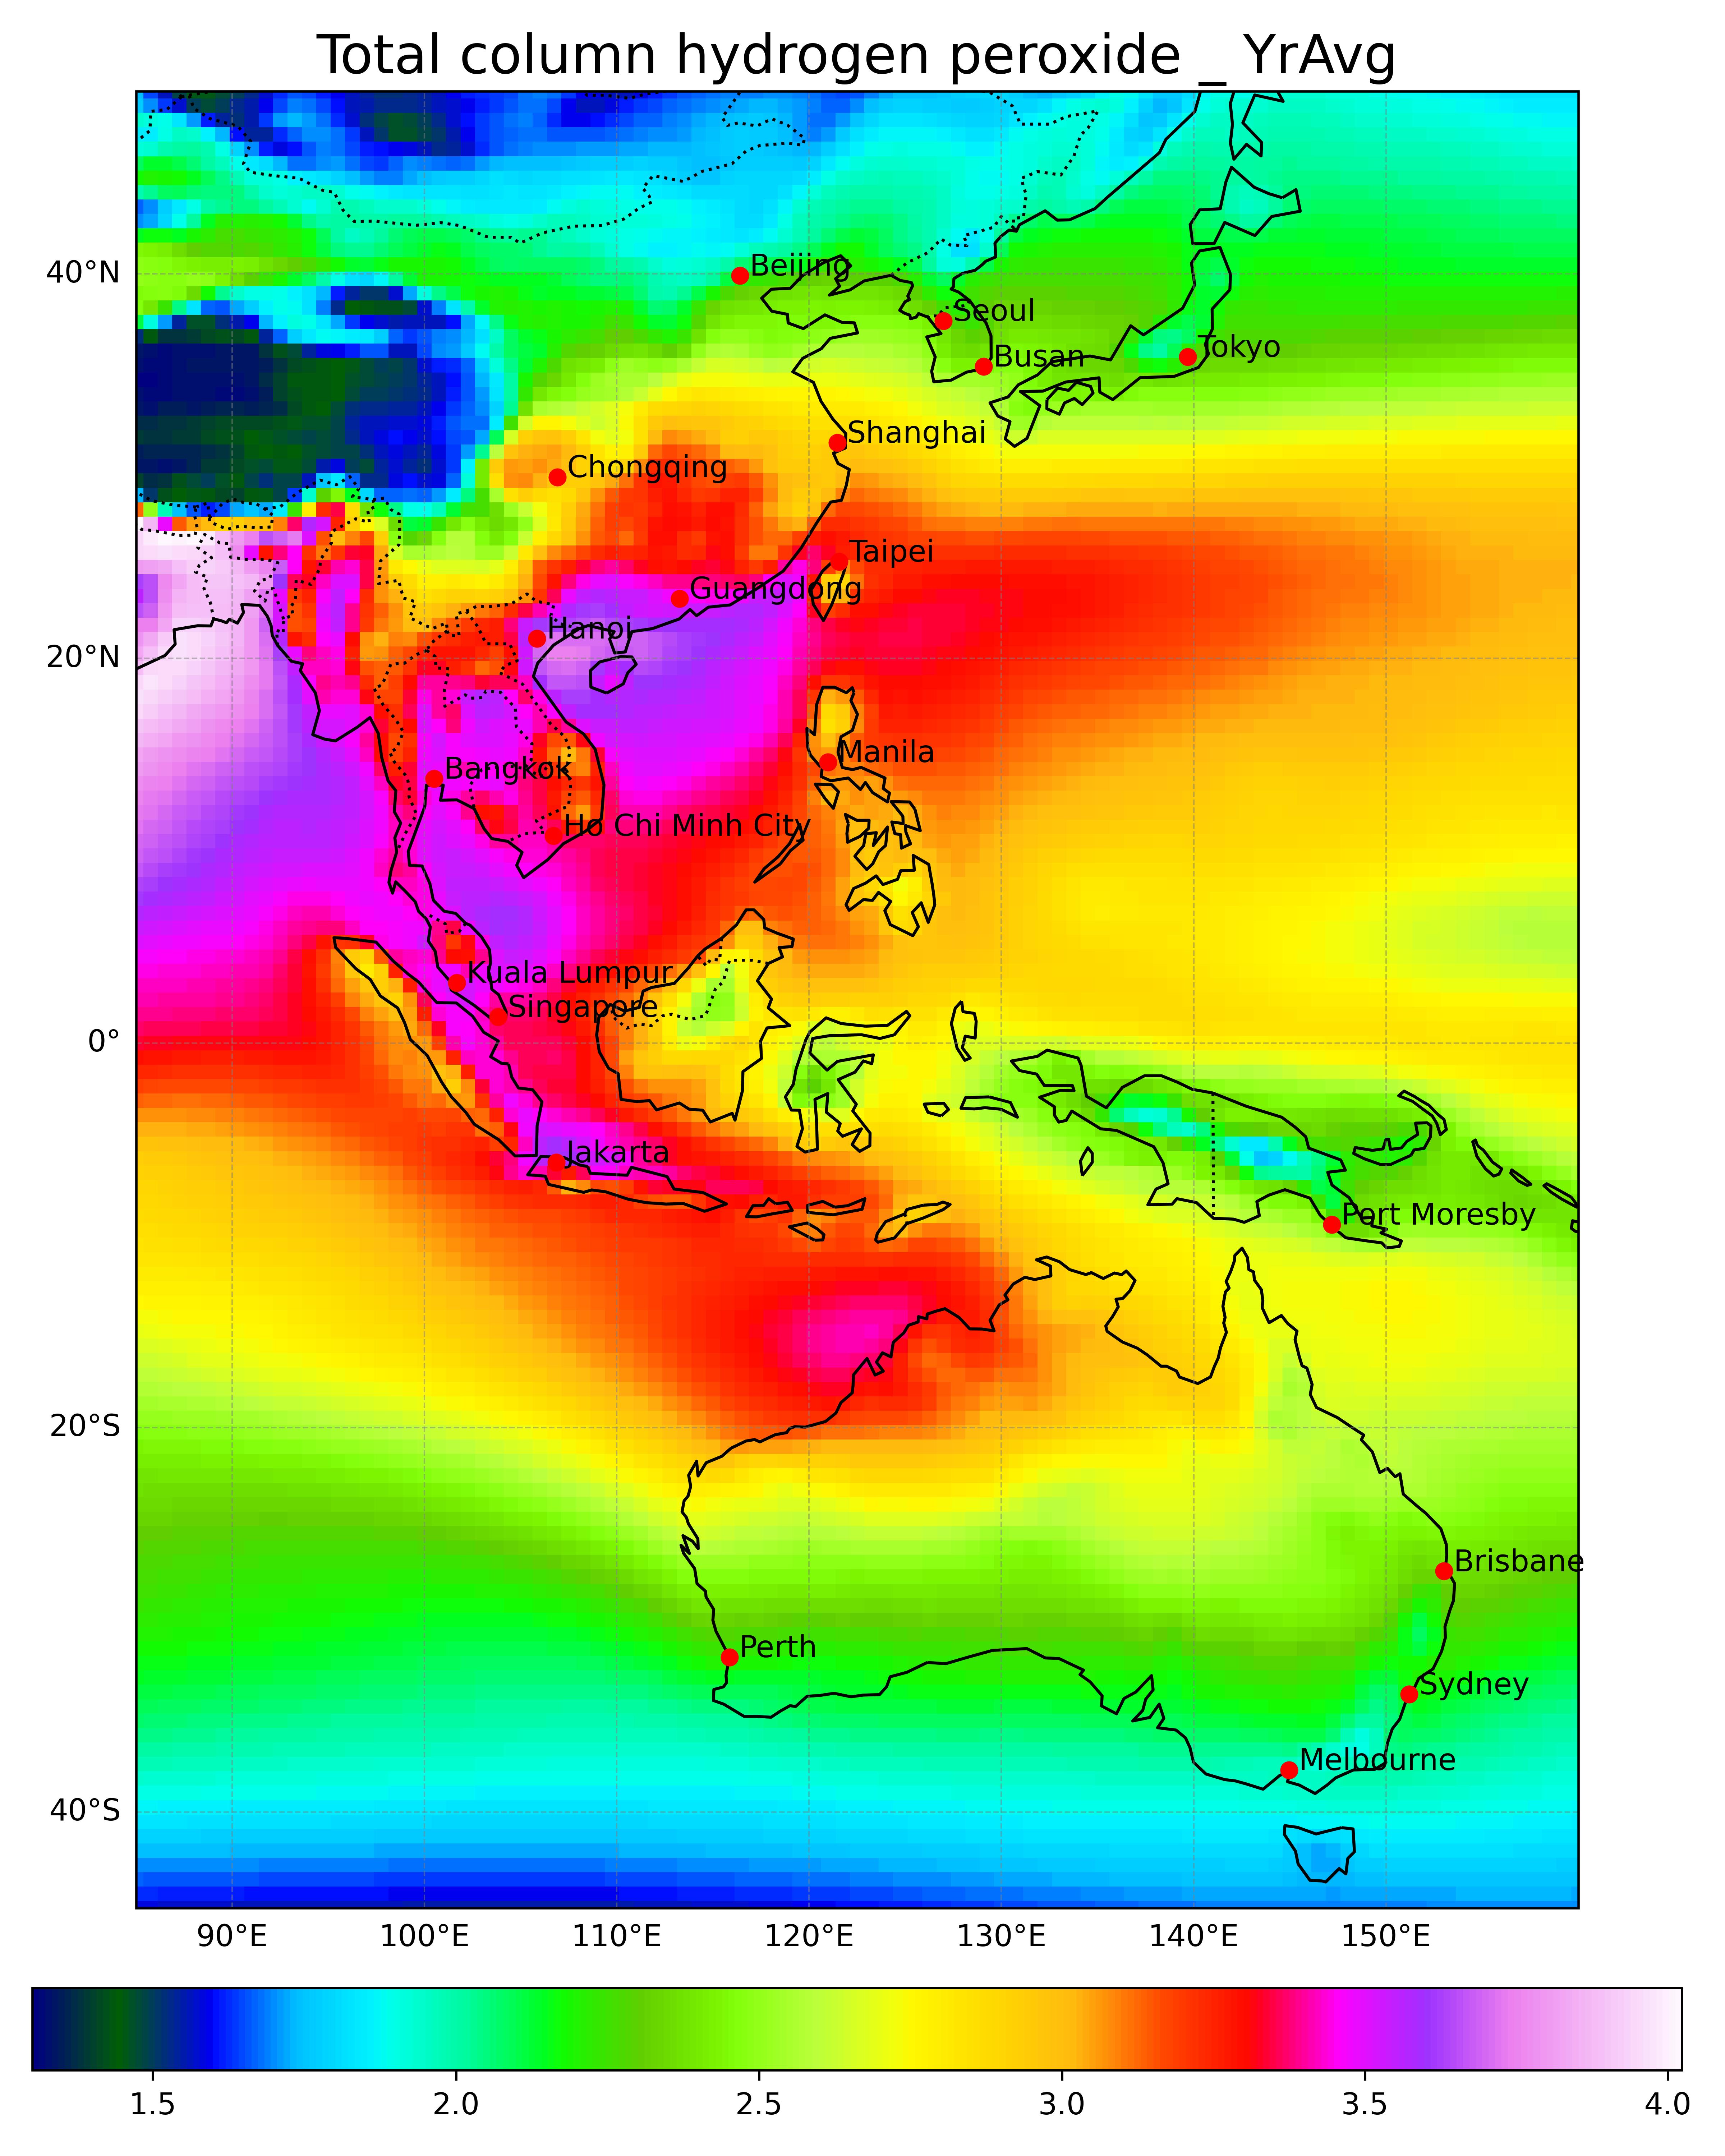 Total column hydrogen peroxide _ YrAvg
40°N
20°N
0°
20°S
40°S
Beijing
Seoul
Busan
Tokyo
Shanghai
Chongqing
Taipei
Guangdong
Hanoi
Manila
Bangkok
Ho Chi Minh City
Kuala Lumpur
Singapore
Jakarta
Port Moresby
Brisbane
Perth
Sydney
Melbourne
90°E 100°E 110°E 120°E 130°E 140°E 150°E
1.5 2.0 2.5 3.0 3.5 4.0